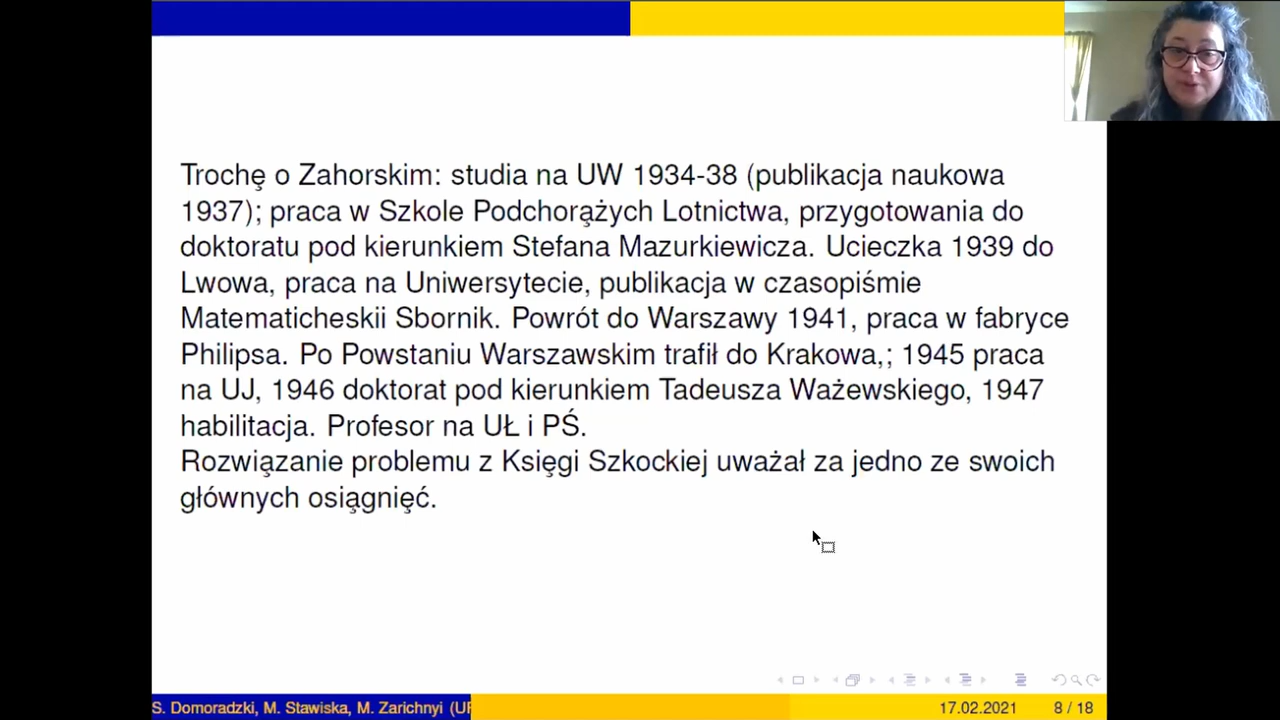 Trochę o Zahorskim: studia na UW 1934-38 (publikacja naukowa
1937); praca w Szkole Podchorążych Lotnictwa, przygotowania do
doktoratu pod kierunkiem Stefana Mazurkiewicza. Ucieczka 1939 do
Lwowa, praca na Uniwersytecie, publikacja w czasopiśmie
Matematicheskii Sbornik. Powrót do Warszawy 1941, praca w fabryce
Philipsa. Po Powstaniu Warszawskim trafił do Krakowa,; 1945 praca
na UJ, 1946 doktorat pod kierunkiem Tadeusza Ważewskiego, 1947
habilitacja. Profesor na UŁ i PŚ.
Rozwiązanie problemu z Księgi Szkockiej uważał za jedno ze swoich
głównych osiągnięć.
S. Domoradzki, M. Stawiska, M. Zarichnyi (UR 17.02.2021 8 / 18